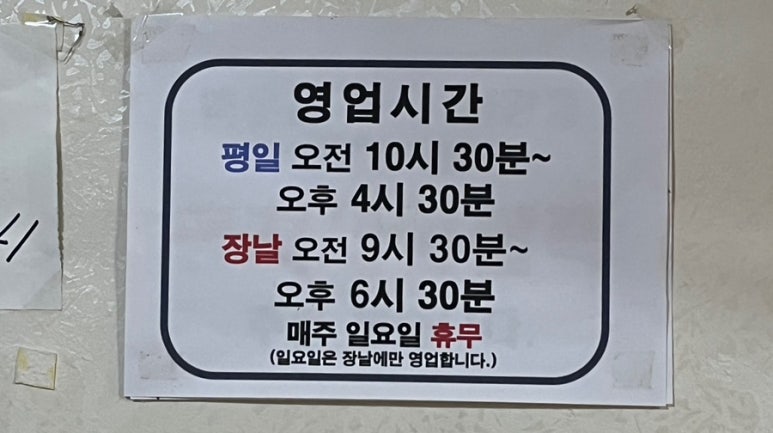 영업시간
평일 오전 10시 30분~
오후 4시 30분
장날 오전 9시 30분~
오후 6시 30분
매주 일요일 휴무
(일요일은 장날에만 영업합니다.)